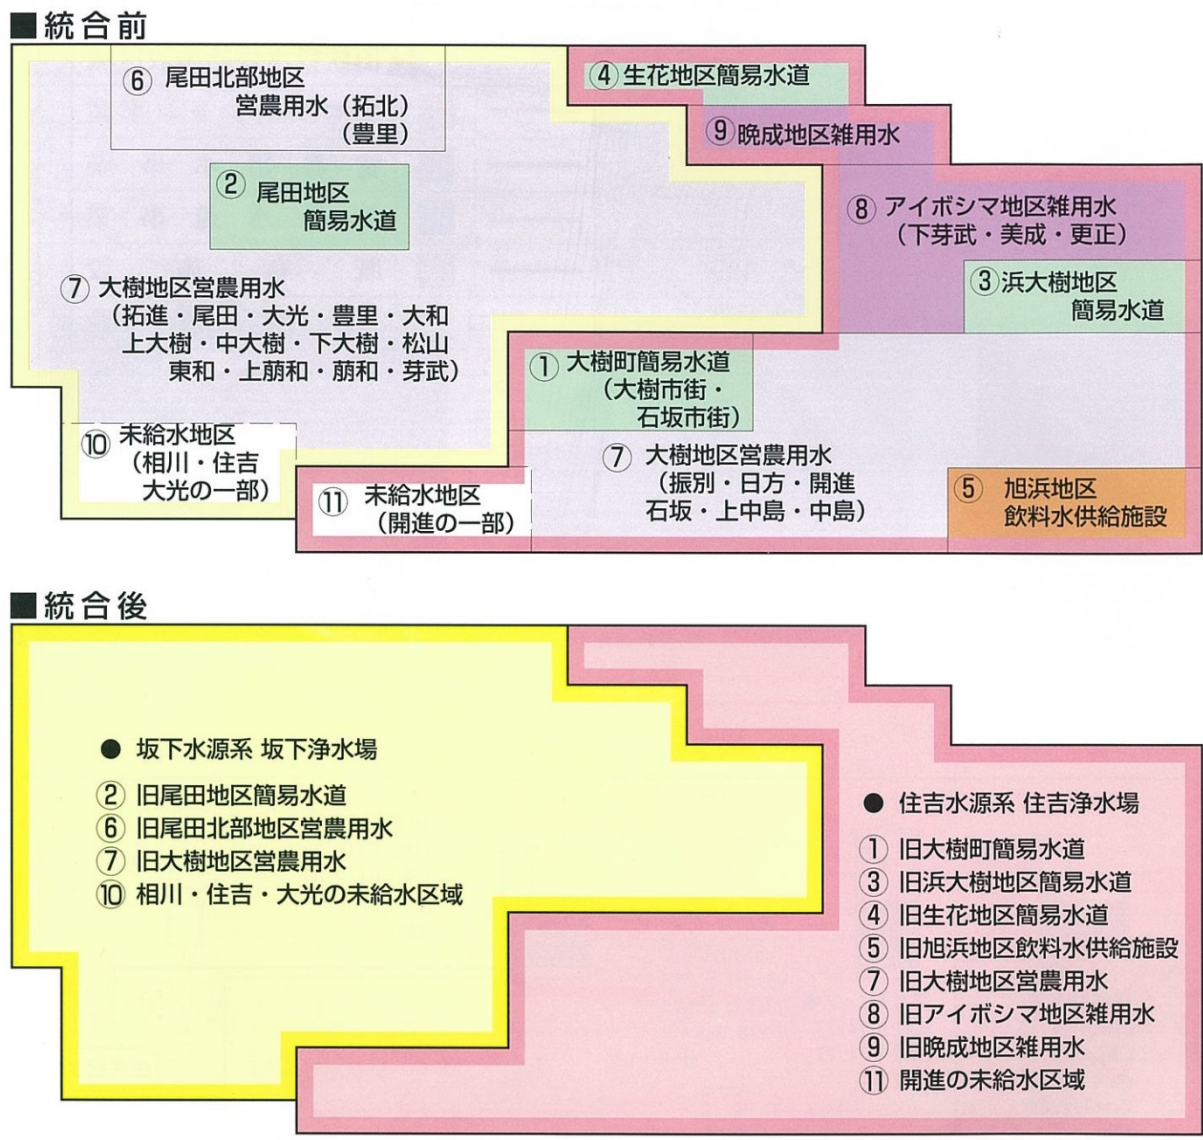 ■統合前
⑥ 尾田北部地区
営農用水（拓北）
（豊里）
④ 生花地区簡易水道
⑨ 晩成地区雑用水
② 尾田地区
簡易水道
⑧ アイボシマ地区雑用水
（下芽武・美成・更正）
③ 浜大樹地区
簡易水道
⑦ 大樹地区営農用水
（拓進・尾田・大光・豊里・大和
上大樹・中大樹・下大樹・松山
東和・上萠和・萠和・芽武）
① 大樹町簡易水道
（大樹市街・
石坂市街）
⑩ 未給水地区
（相川・住吉
大光の一部）
⑦ 大樹地区営農用水
（振別・日方・開進
石坂・上中島・中島）
⑪ 未給水地区
（開進の一部）
⑤ 旭浜地区
飲料水供給施設
■統合後
● 坂下水源系 坂下浄水場
② 旧尾田地区簡易水道
⑥ 旧尾田北部地区営農用水
⑦ 旧大樹地区営農用水
⑩ 相川・住吉・大光の未給水区域
● 住吉水源系 住吉浄水場
① 旧大樹町簡易水道
③ 旧浜大樹地区簡易水道
④ 旧生花地区簡易水道
⑤ 旧旭浜地区飲料水供給施設
⑦ 旧大樹地区営農用水
⑧ 旧アイボシマ地区雑用水
⑨ 旧晩成地区雑用水
⑪ 開進の未給水区域